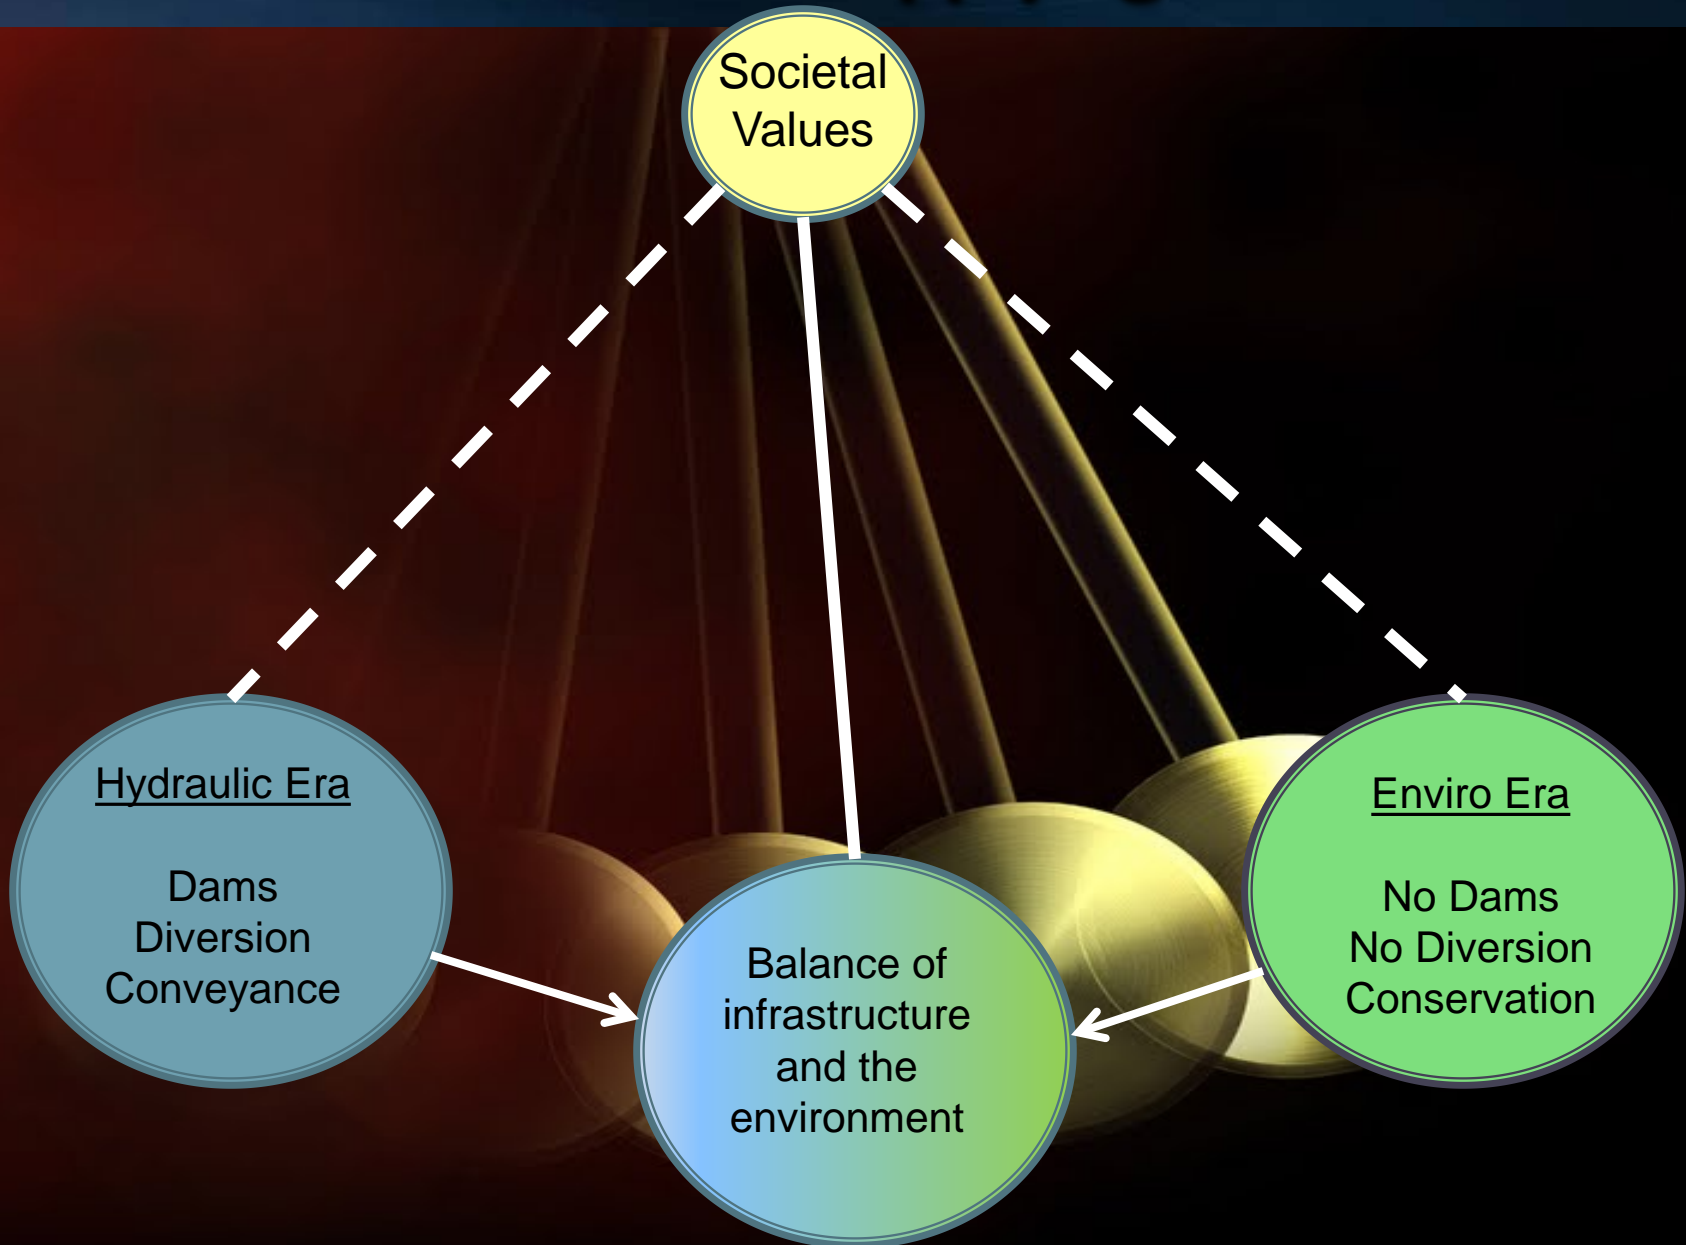 Societal
Values
Hydraulic Era
Dams
Diversion
Conveyance
Balance of
infrastructure
and the
environment
Enviro Era
No Dams
No Diversion
Conservation